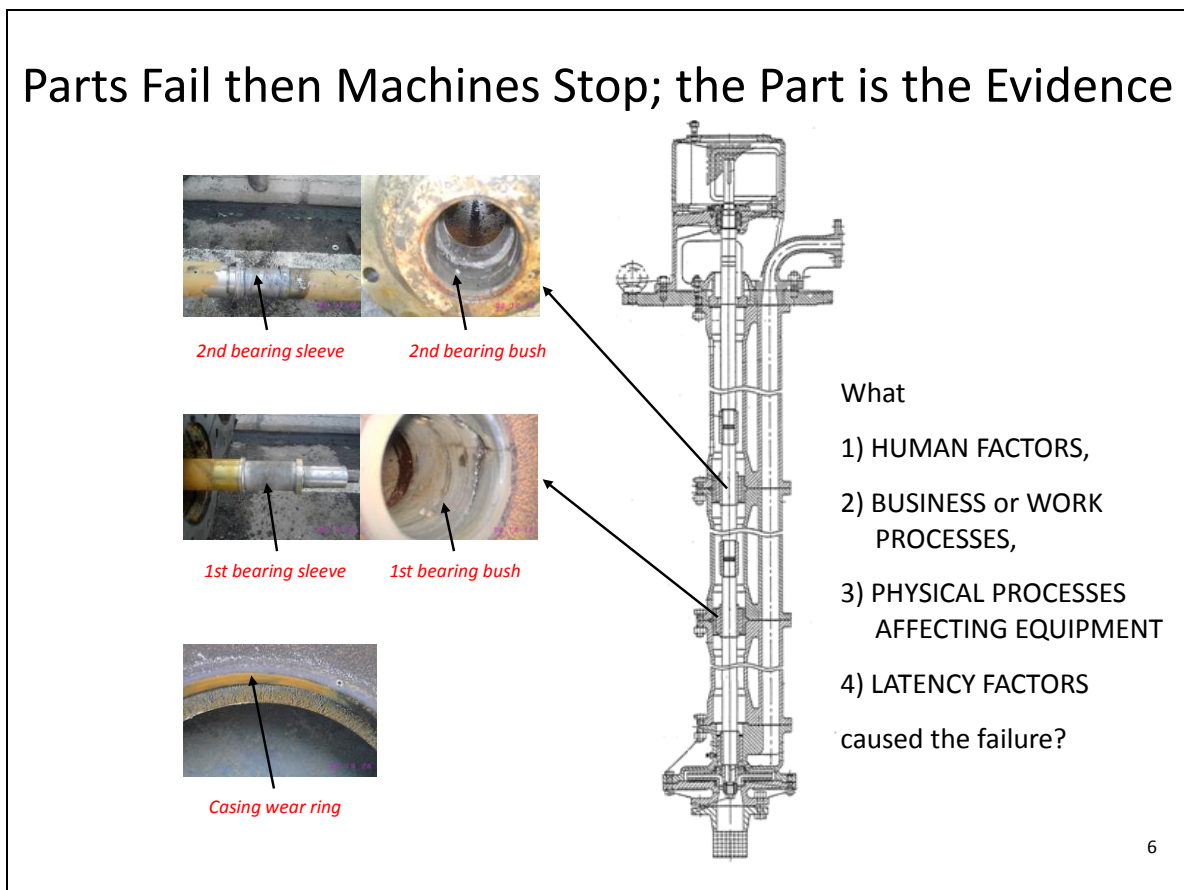 Parts Fail then Machines Stop; the Part is the Evidence
2nd bearing sleeve
2nd bearing bush
1st bearing sleeve
1st bearing bush
Casing wear ring
What
1) HUMAN FACTORS,
2) BUSINESS or WORK
PROCESSES,
3) PHYSICAL PROCESSES
AFFECTING EQUIPMENT
4) LATENCY FACTORS
caused the failure?
6